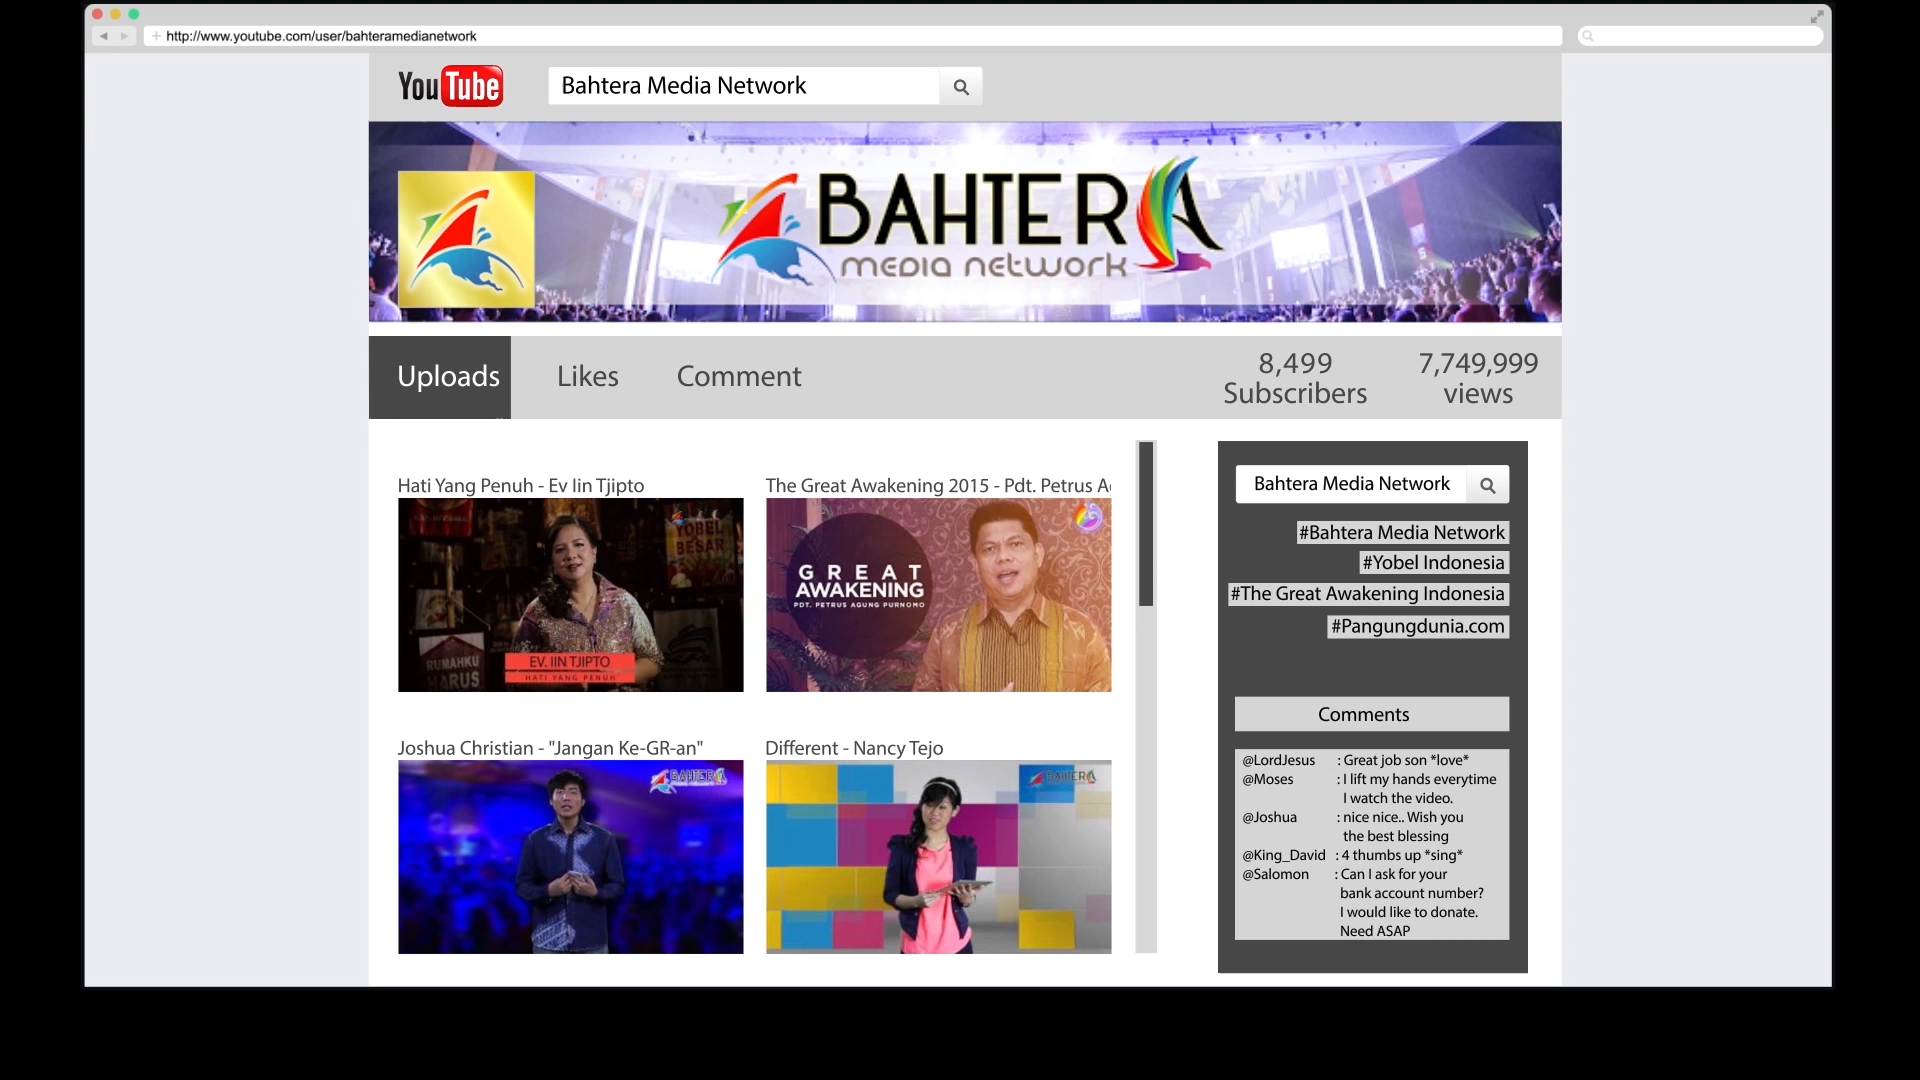 http://www.youtube.com/user/bahteramedianetwork
YouTube
Bahtera Media Network
BAHTERA
media network
Uploads
Likes
Comment
8,499
Subscribers
7,749,999
views
Hati Yang Penuh - Ev Iin Tjipto
YOBEL
BESAR
RUMAHKU
HARUS
EV. IIN TJIPTO
HATI YANG PENUH
The Great Awakening 2015 - Pdt. Petrus A
GREAT
AWAKENING
PDT. PETRUS AGUNG PURNOMO
Joshua Christian - "Jangan Ke-GR-an"
BAHTERA
Different - Nancy Tejo
BAHTERA
Bahtera Media Network
#Bahtera Media Network
#Yobel Indonesia
#The Great Awakening Indonesia
#Pangungdunia.com
Comments
@LordJesus : Great job son *love*
@Moses : I lift my hands everytime
I watch the video.
@Joshua : nice nice.. Wish you
the best blessing
@King_David : 4 thumbs up *sing*
@Salomon : Can I ask for your
bank account number?
I would like to donate.
Need ASAP